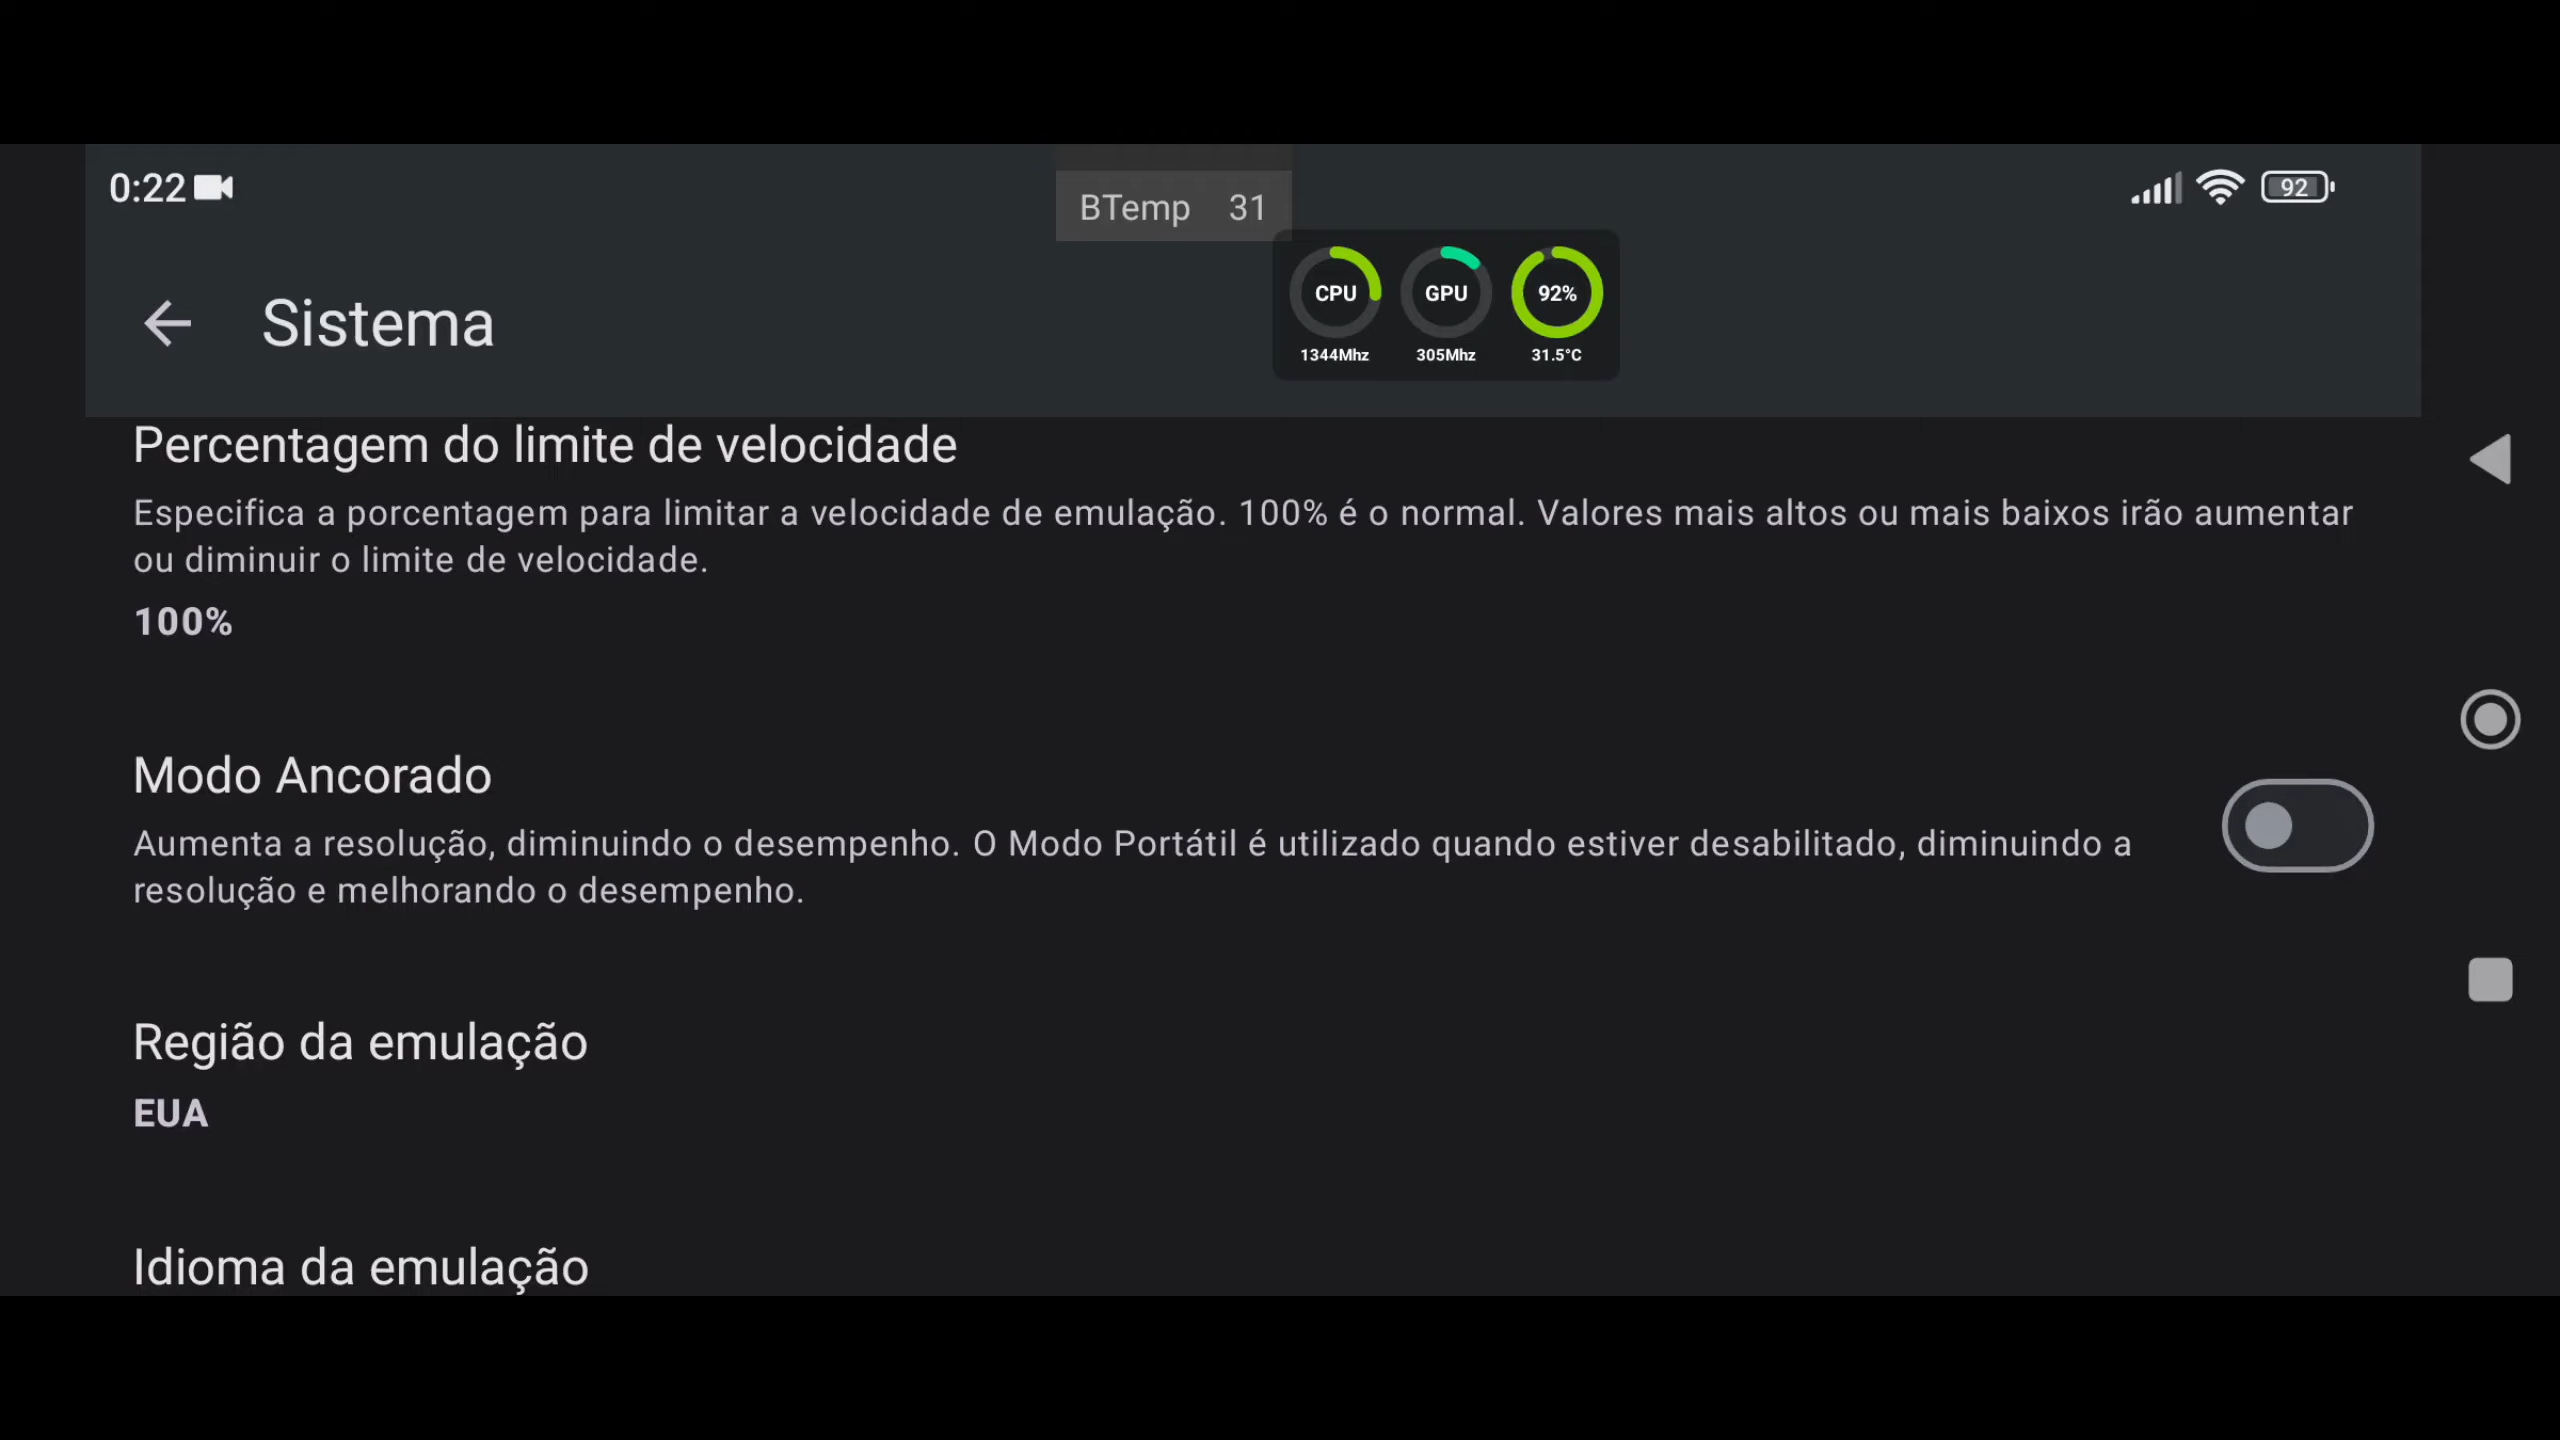 0:22
92
BTemp 31
CPU GPU 92%
1344Mhz 305Mhz 31.5°C
Sistema
Percentagem do limite de velocidade
Especifica a porcentagem para limitar a velocidade de emulação. 100% é o normal. Valores mais altos ou mais baixos irão aumentar
ou diminuir o limite de velocidade.
100%
Modo Ancorado
Aumenta a resolução, diminuindo o desempenho. O Modo Portátil é utilizado quando estiver desabilitado, diminuindo a
resolução e melhorando o desempenho.
Região da emulação
EUA
Idioma da emulação